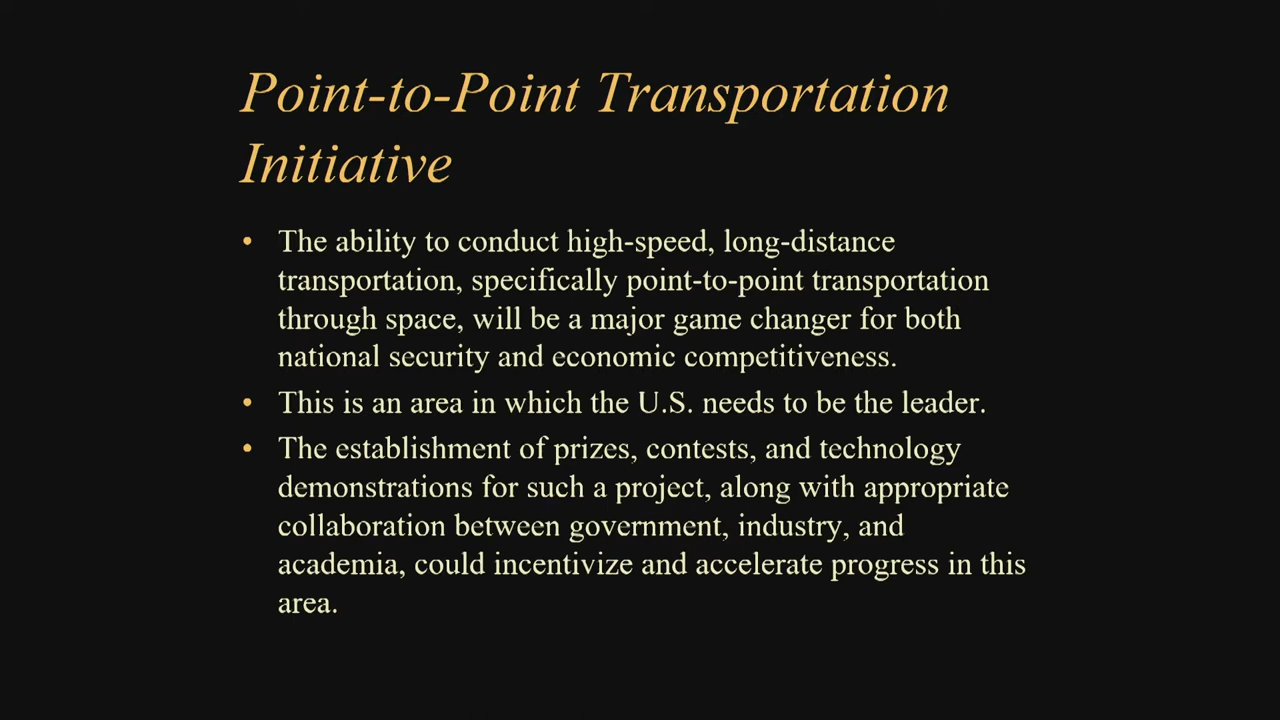 Point-to-Point Transportation
Initiative
• The ability to conduct high-speed, long-distance
transportation, specifically point-to-point transportation
through space, will be a major game changer for both
national security and economic competitiveness.
• This is an area in which the U.S. needs to be the leader.
• The establishment of prizes, contests, and technology
demonstrations for such a project, along with appropriate
collaboration between government, industry, and
academia, could incentivize and accelerate progress in this
area.